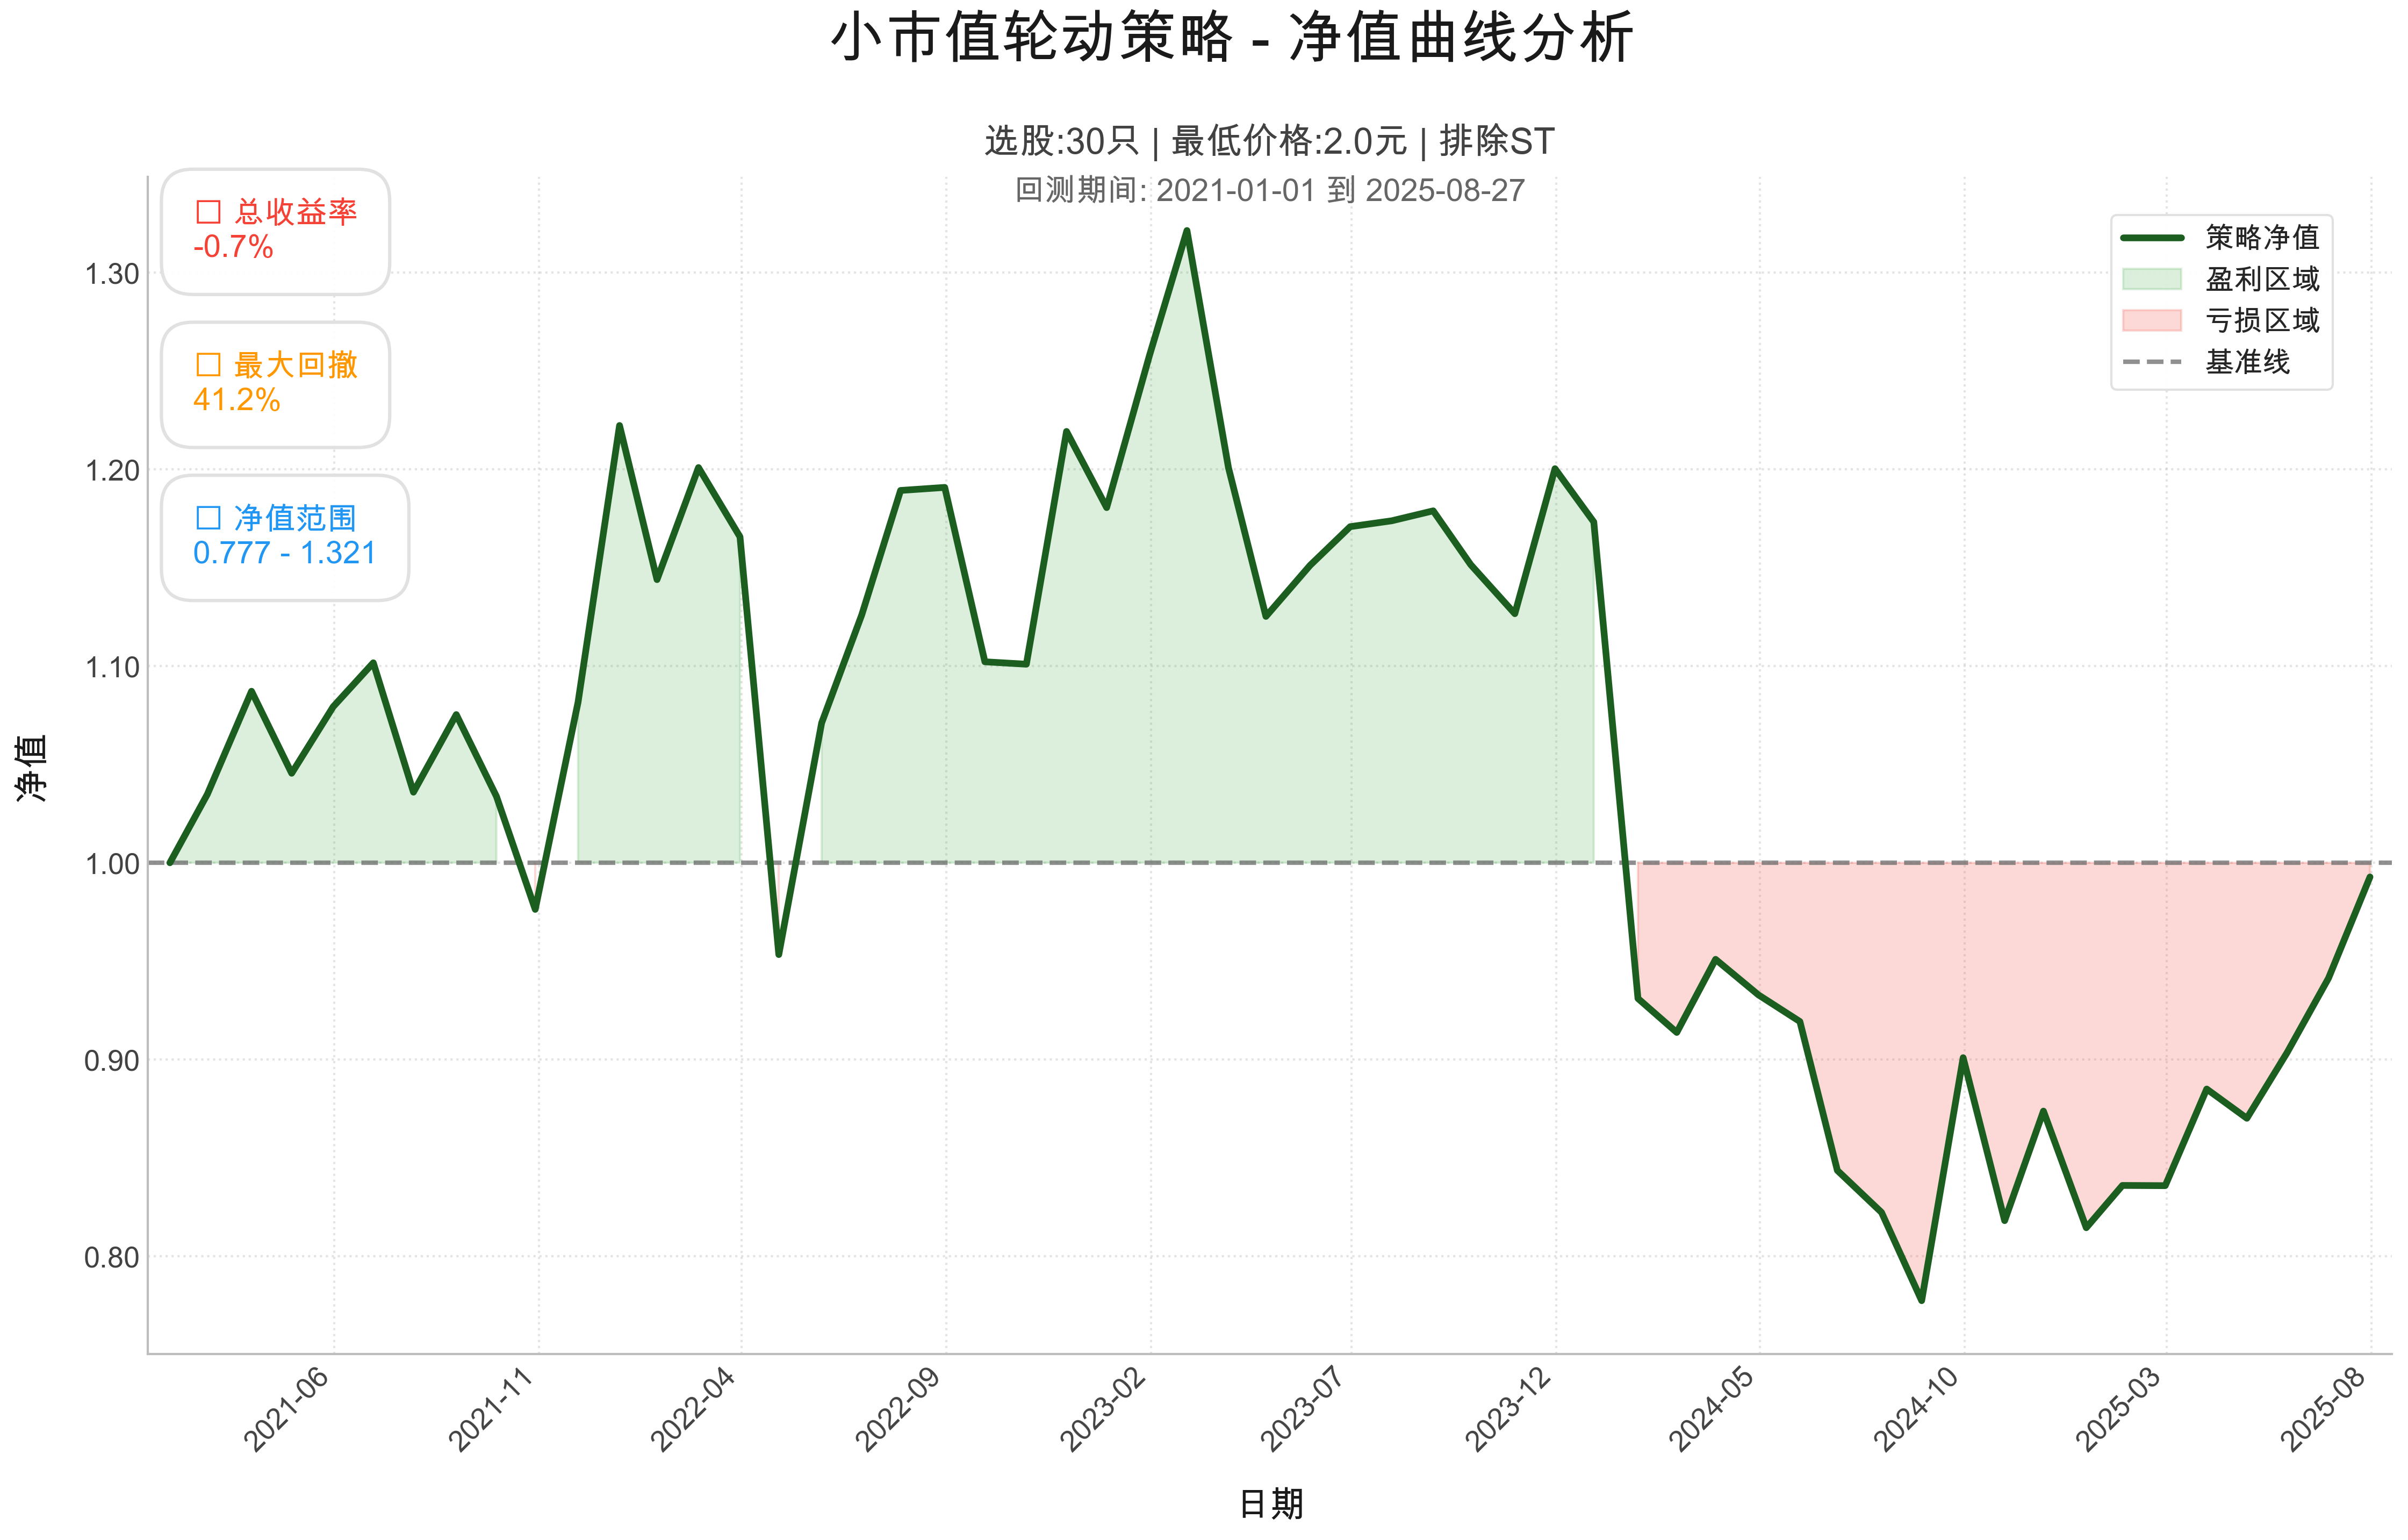 小市值轮动策略 - 净值曲线分析
选股:30只 | 最低价格:2.0元 | 排除ST
回测期间: 2021-01-01 到 2025-08-27
□ 总收益率
-0.7%
□ 最大回撤
41.2%
□ 净值范围
0.777 - 1.321
策略净值
盈利区域
亏损区域
基准线
净值
1.30
1.20
1.10
1.00
0.90
0.80
2021-06
2021-11
2022-04
2022-09
2023-02
2023-07
2023-12
2024-05
2024-10
2025-03
2025-08
日期